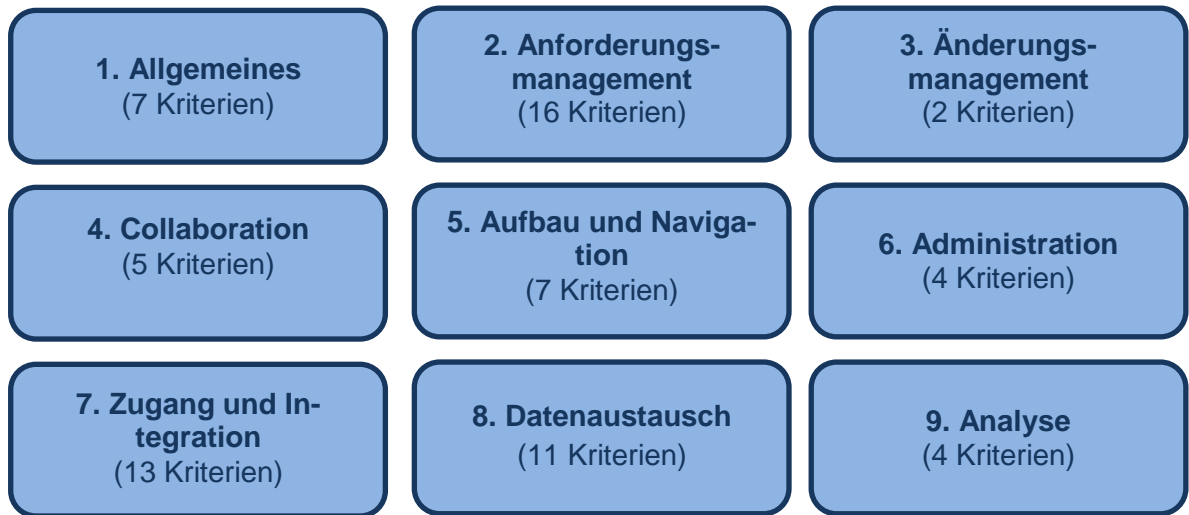 1. Allgemeines
(7 Kriterien)
2. Anforderungs-
management
(16 Kriterien)
3. Änderungs-
management
(2 Kriterien)
4. Collaboration
(5 Kriterien)
5. Aufbau und Naviga-
tion
(7 Kriterien)
6. Administration
(4 Kriterien)
7. Zugang und In-
tegration
(13 Kriterien)
8. Datenaustausch
(11 Kriterien)
9. Analyse
(4 Kriterien)